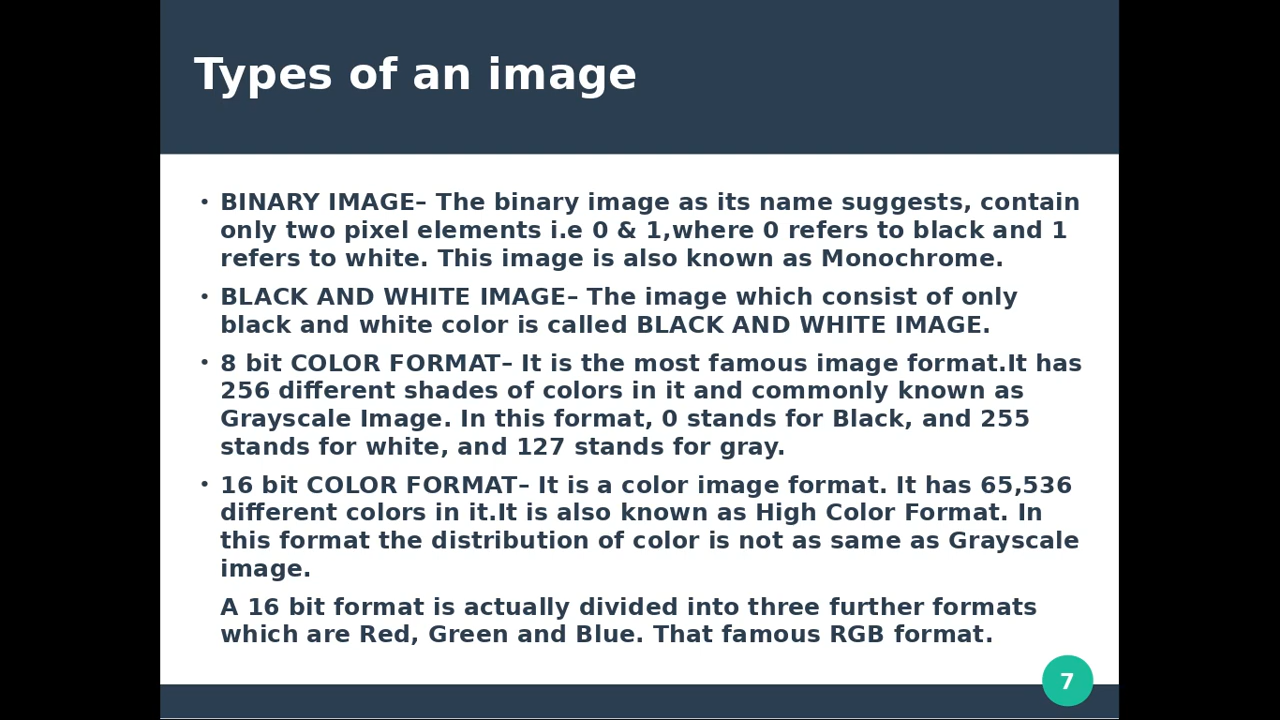 Types of an image
• BINARY IMAGE– The binary image as its name suggests, contain
only two pixel elements i.e 0 & 1,where 0 refers to black and 1
refers to white. This image is also known as Monochrome.
• BLACK AND WHITE IMAGE– The image which consist of only
black and white color is called BLACK AND WHITE IMAGE.
• 8 bit COLOR FORMAT– It is the most famous image format.It has
256 different shades of colors in it and commonly known as
Grayscale Image. In this format, 0 stands for Black, and 255
stands for white, and 127 stands for gray.
• 16 bit COLOR FORMAT– It is a color image format. It has 65,536
different colors in it.It is also known as High Color Format. In
this format the distribution of color is not as same as Grayscale
image.
A 16 bit format is actually divided into three further formats
which are Red, Green and Blue. That famous RGB format.
7